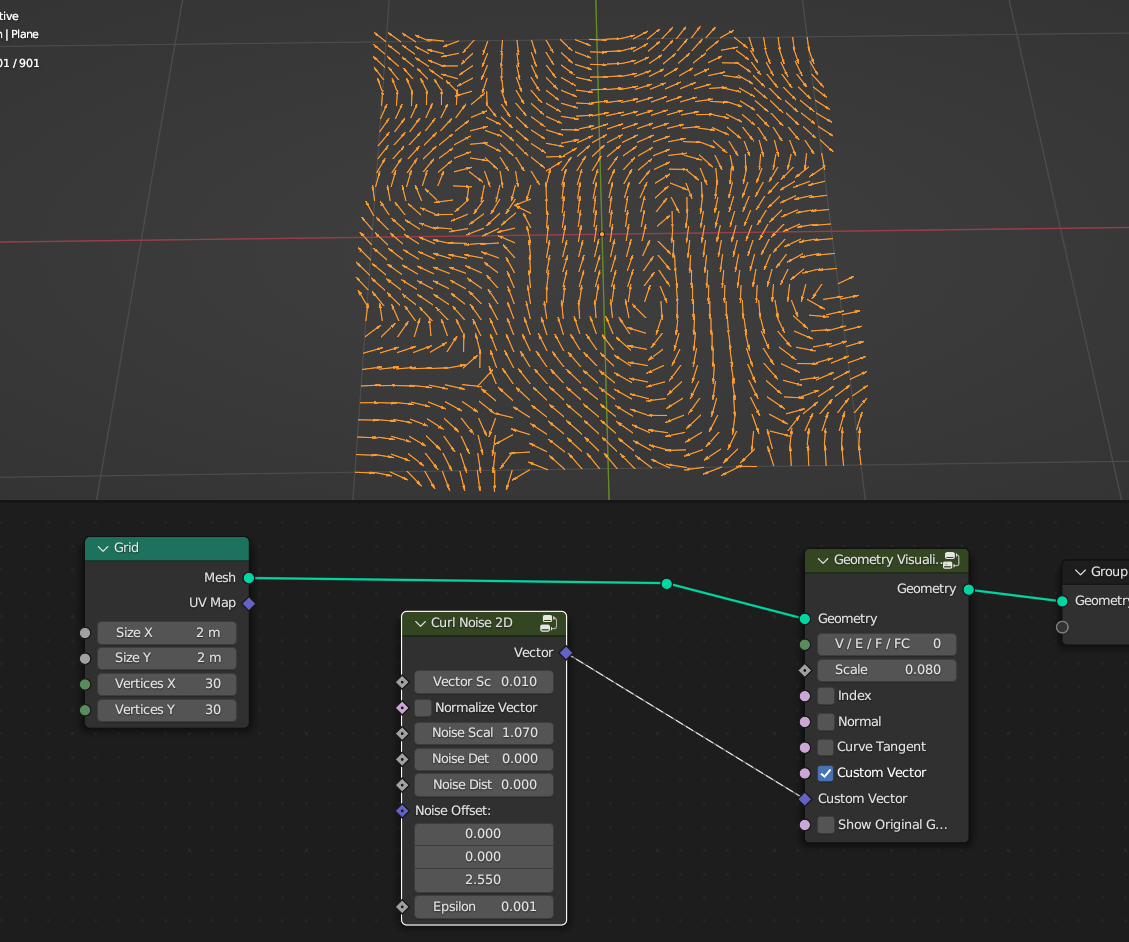 tive
| Plane
01 / 901
Grid
Mesh
UV Map
Size X 2 m
Size Y 2 m
Vertices X 30
Vertices Y 30
Curl Noise 2D
Vector
Vector Sc 0.010
Normalize Vector
Noise Scal 1.070
Noise Det 0.000
Noise Dist 0.000
Noise Offset:
0.000
0.000
2.550
Epsilon 0.001
Geometry Visuali...
Geometry
Geometry
V / E / F / FC 0
Scale 0.080
Index
Normal
Curve Tangent
Custom Vector
Custom Vector
Show Original G...
Group
Geometry